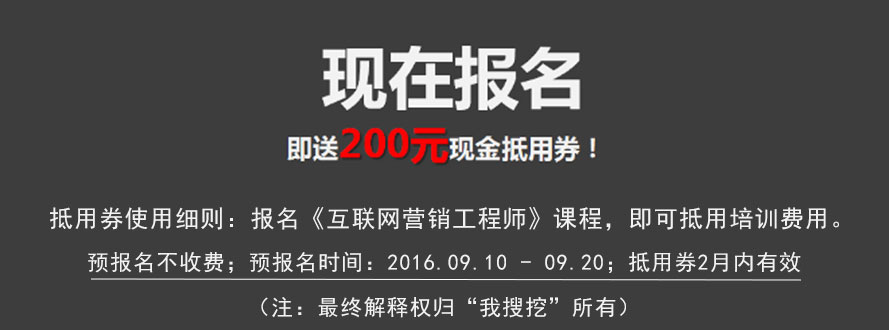 现在报名
即送200元现金抵用券！
抵用券使用细则：报名《互联网营销工程师》课程，即可抵用培训费用。
预报名不收费；预报名时间：2016.09.10 - 09.20；抵用券2月内有效
（注：最终解释权归“我搜挖”所有）